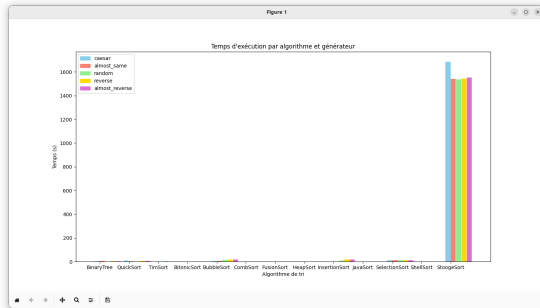 Figure 1
Temps d'exécution par algorithme et générateur
caesar
almost_same
random
reverse
almost_reverse
1600
1400
1200
1000
800
600
400
200
0
Temps (s)
BinaryTree QuickSort TimSort BitonicSort BubbleSort CombSort FusionSort HeapSort InsertionSort JavaSort SelectionSort ShellSort StoogeSort
Algorithme de tri